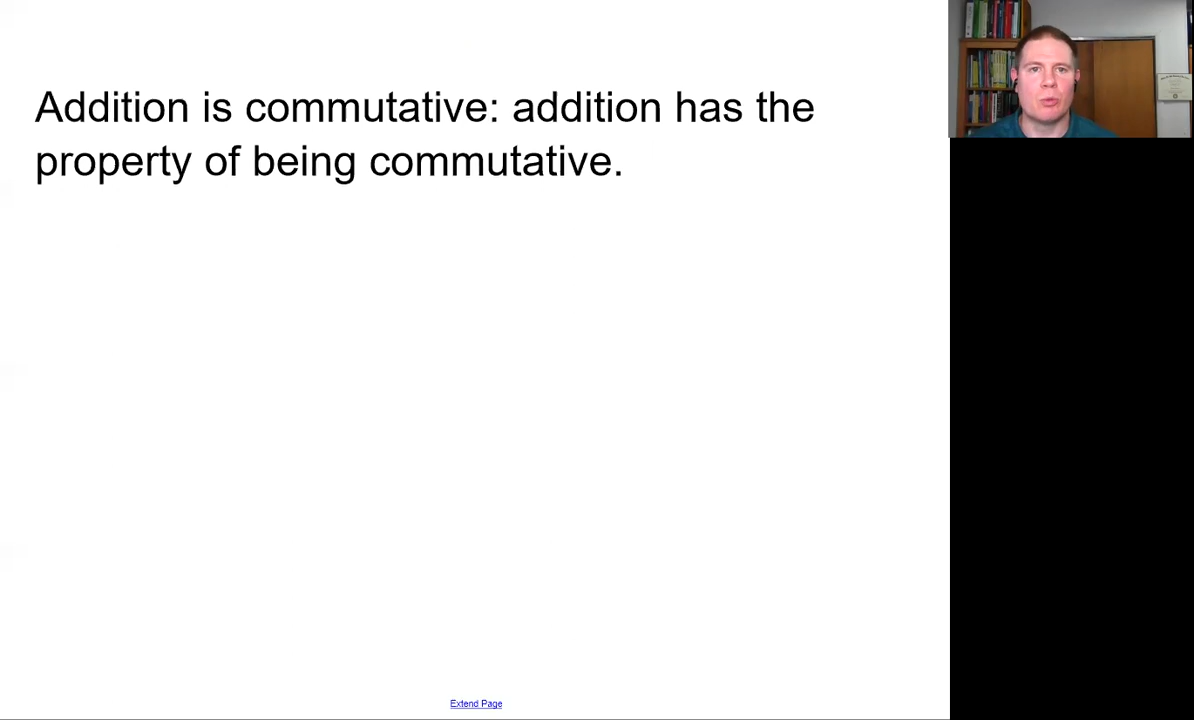 Addition is commutative: addition has the
property of being commutative.
Extend Page